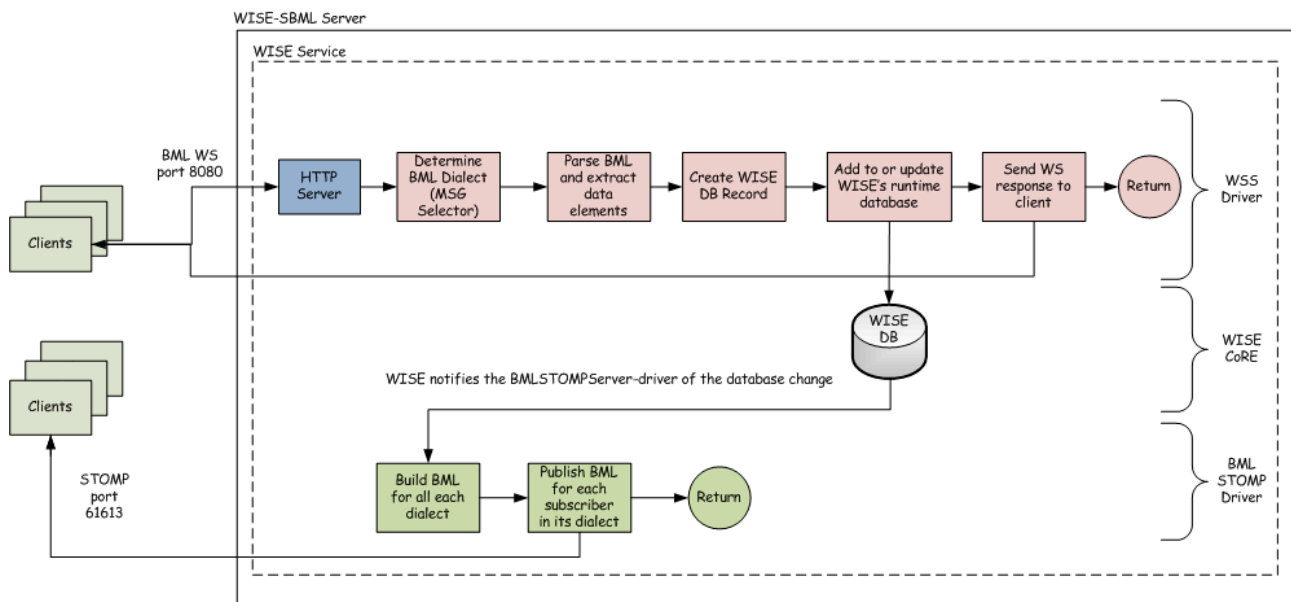 WISE-SBML Server
WISE Service
BML WS
port 8080
HTTP
Server
Determine
BML Dialect
(MSG
Selector)
Parse BML
and extract
data
elements
Create WISE
DB Record
Add to or update
WISE's runtime
database
Send WS
response to
client
Return
WSS
Driver
Clients
WISE
DB
WISE
CoRE
WISE notifies the BMLSTOMPServer-driver of the database change
Clients
STOMP
port
61613
Build BML
for all each
dialect
Publish BML
for each
subscriber
in its dialect
Return
BML
STOMP
Driver